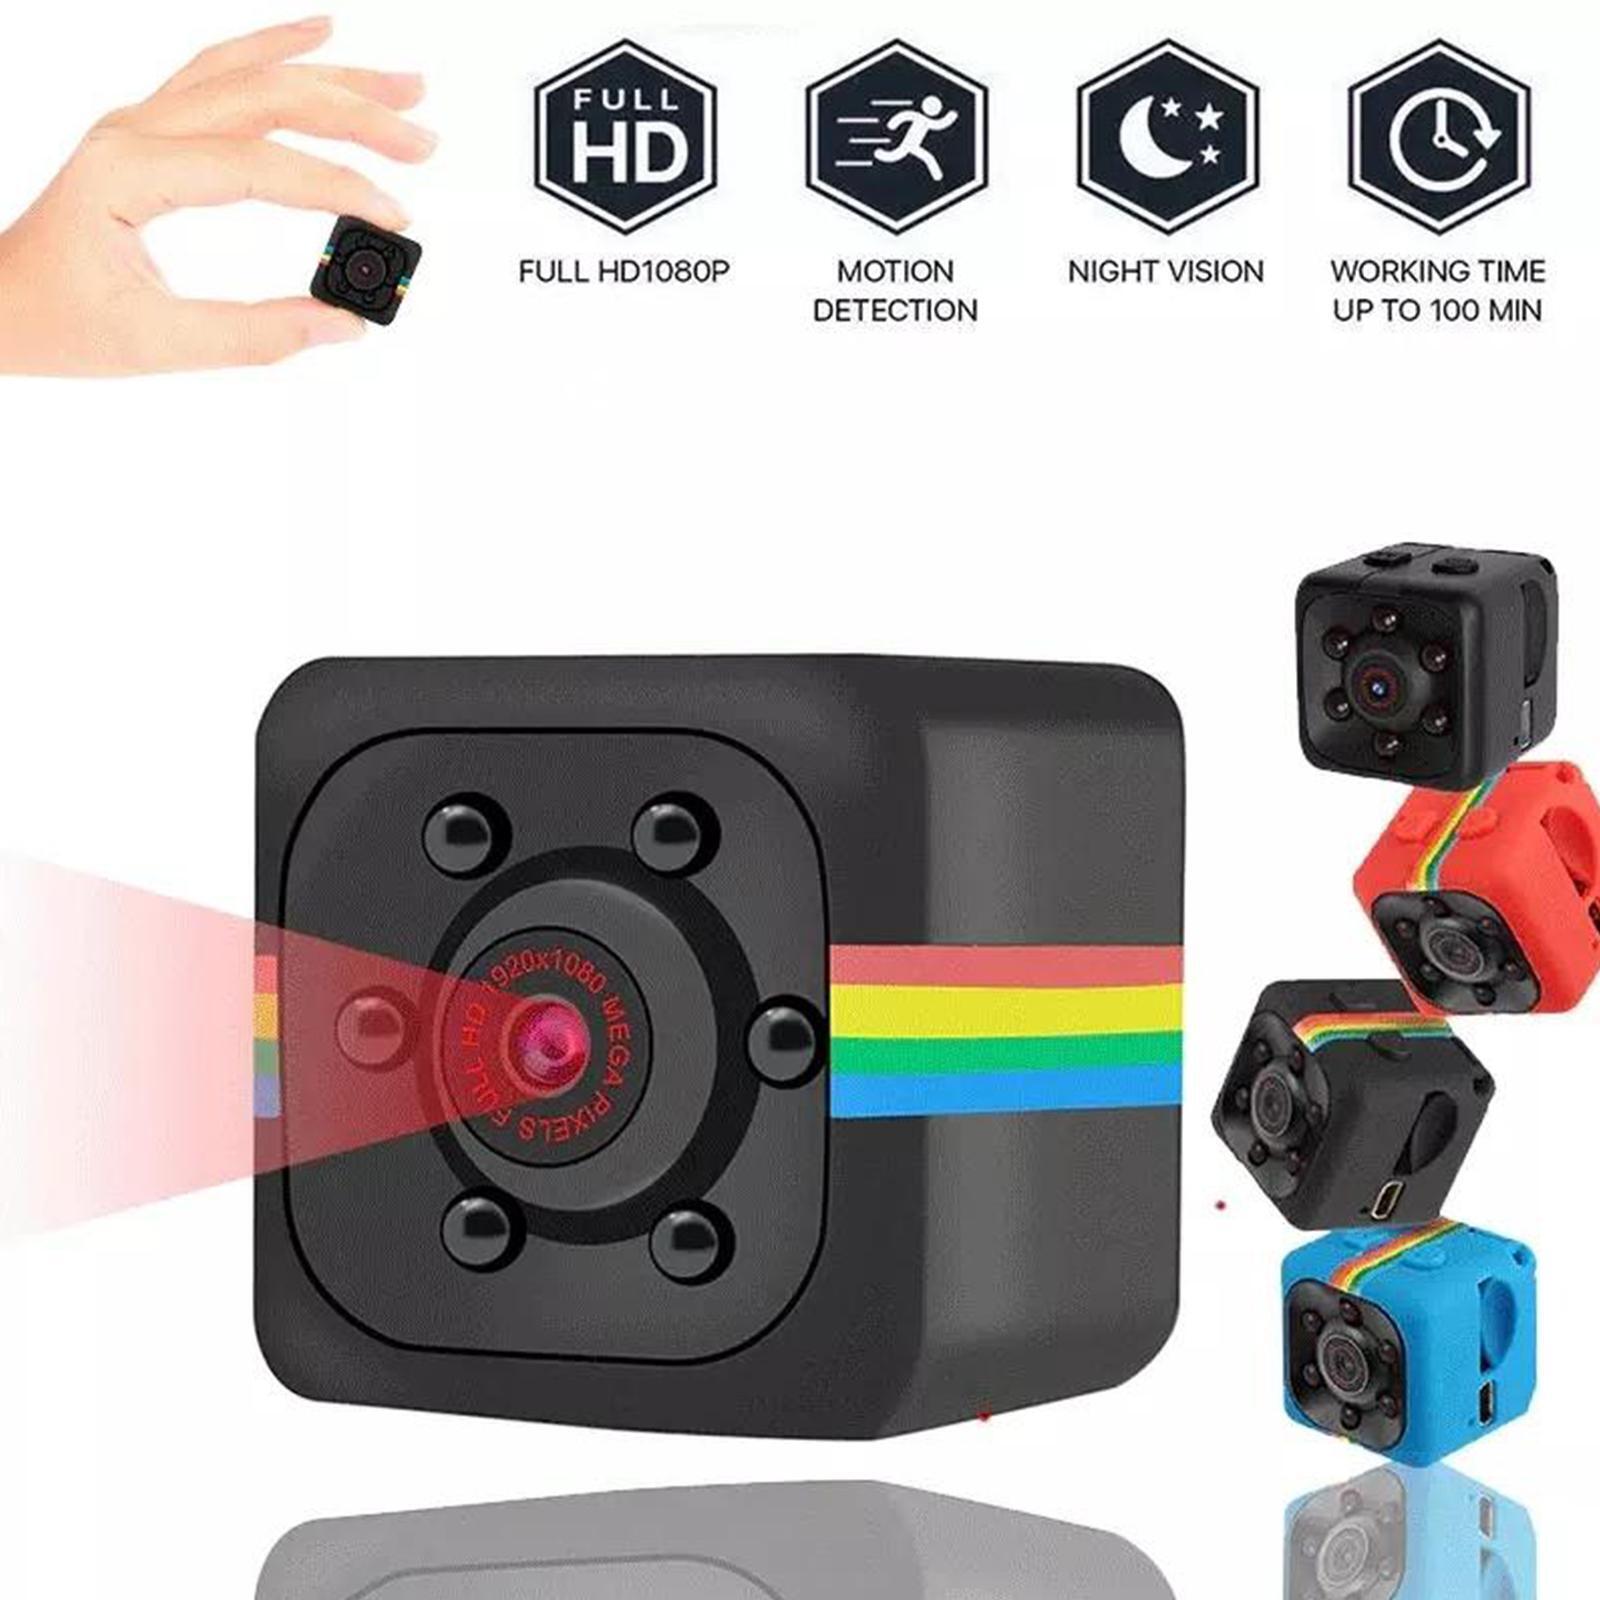 FULL
HD
FULL HD1080P
MOTION
DETECTION
NIGHT VISION
WORKING TIME
UP TO 100 MIN
FULL HD 1920x1080 MEGA PIXELS